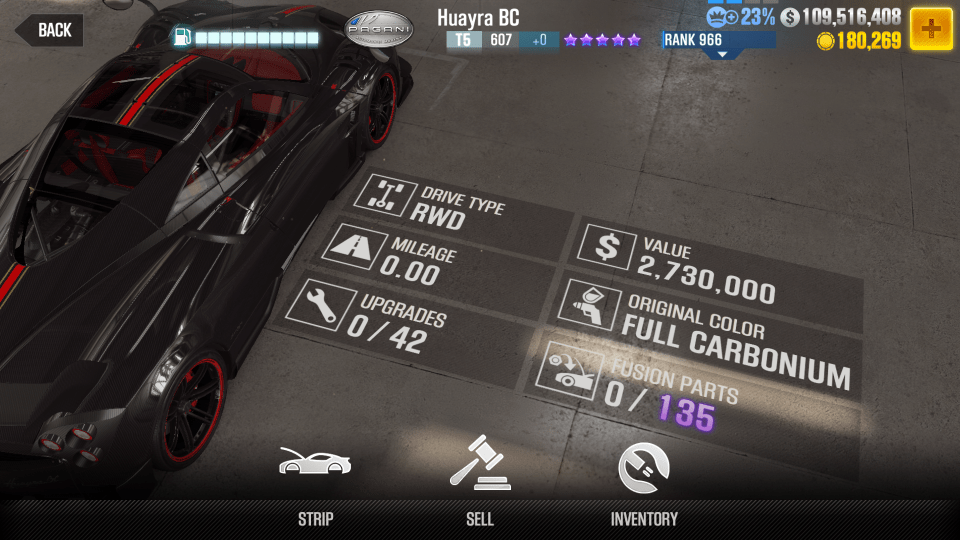 BACK
PAGANI
Huayra BC
T5 607 +0
23%
$ 109,516,408
RANK 966
180,269
DRIVE TYPE
RWD
MILEAGE
0.00
UPGRADES
0 / 42
VALUE
2,730,000
ORIGINAL COLOR
FULL CARBONIUM
FUSION PARTS
0 / 135
STRIP
SELL
INVENTORY